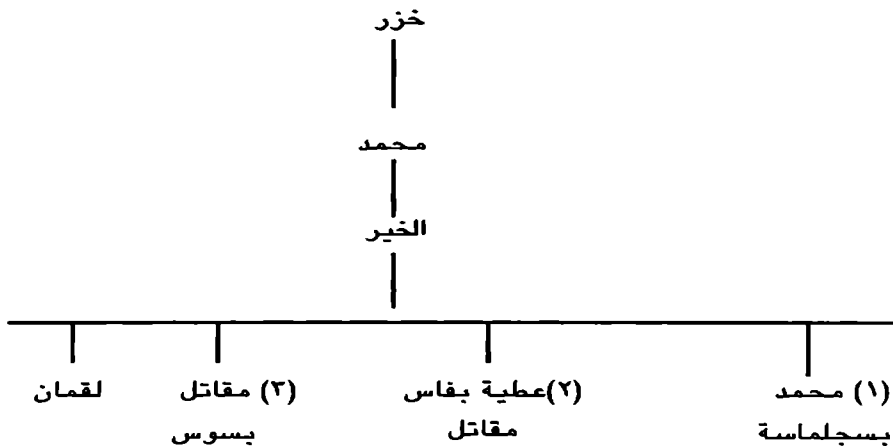 خزر
محمد
الخير
(١) محمد (٢)عطية بفاس (٣) مقاتل لقمان
بسجلماسة مقاتل بسوس